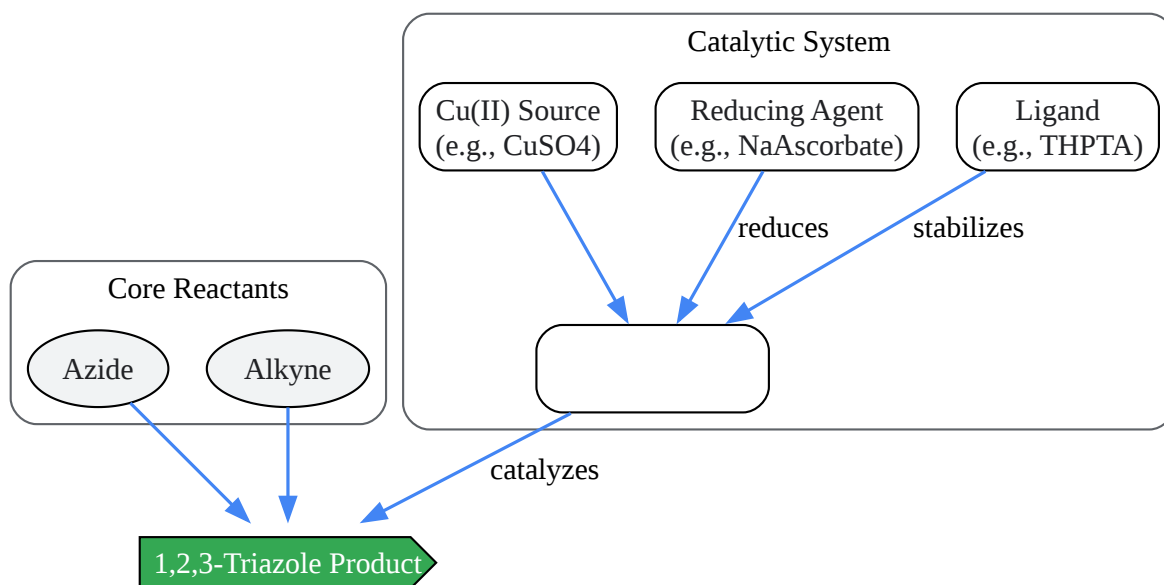 Catalytic System
Cu(II) Source
(e.g., CuSO4)
Reducing Agent
(e.g., NaAscorbate)
Ligand
(e.g., THPTA)
reduces
stabilizes
Core Reactants
Azide
Alkyne
catalyzes
1,2,3-Triazole Product